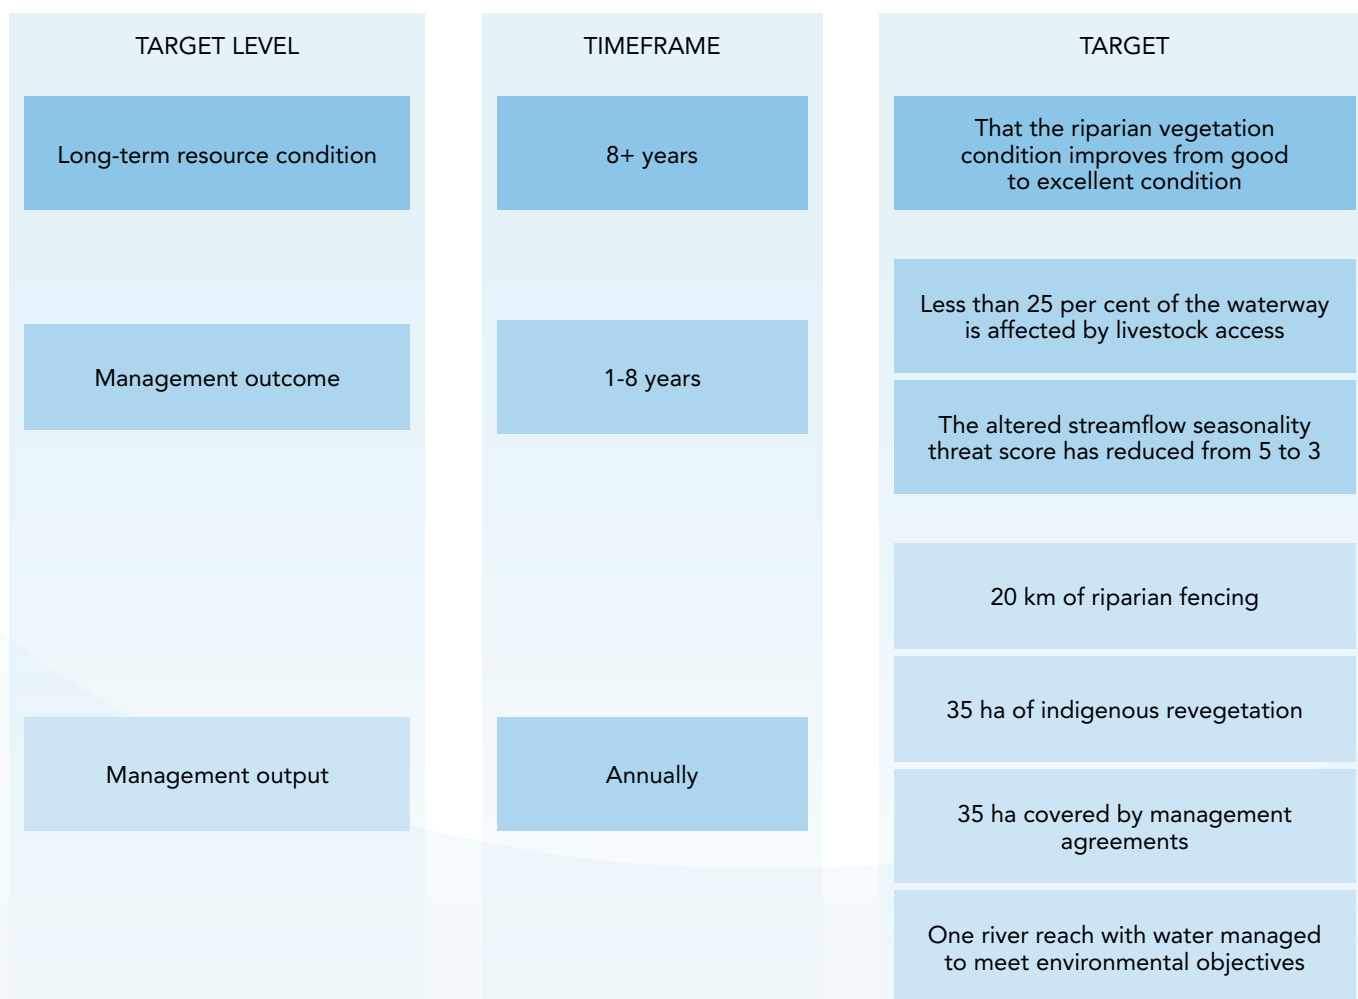 TARGET LEVEL
TIMEFRAME
TARGET
Long-term resource condition
8+ years
That the riparian vegetation
condition improves from good
to excellent condition
Management outcome
1-8 years
Less than 25 per cent of the waterway
is affected by livestock access
The altered streamflow seasonality
threat score has reduced from 5 to 3
Management output
Annually
20 km of riparian fencing
35 ha of indigenous revegetation
35 ha covered by management
agreements
One river reach with water managed
to meet environmental objectives